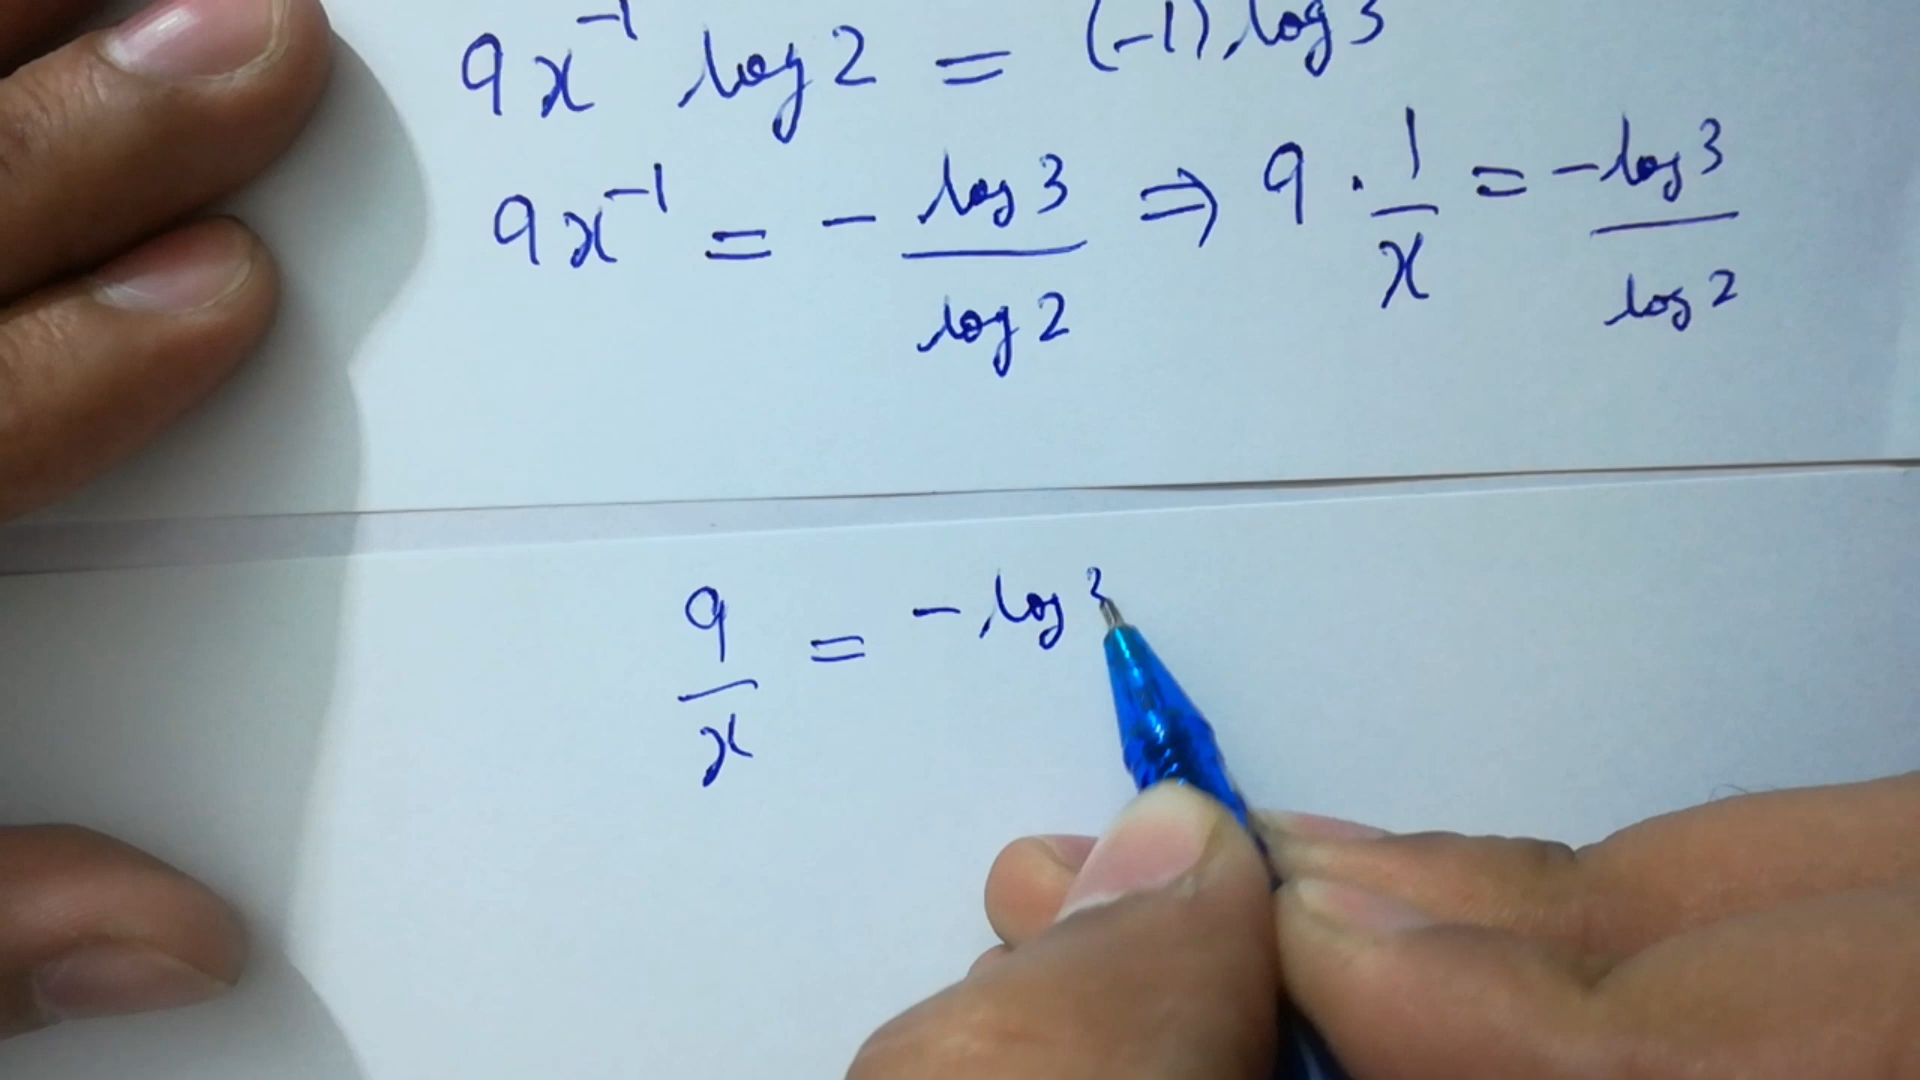 9x⁻¹ log 2 = (-1).log 3
9x⁻¹ = - log 3 / log 2 ⇒ 9 · 1/x = -log 3 / log 2
9/x = - log 3